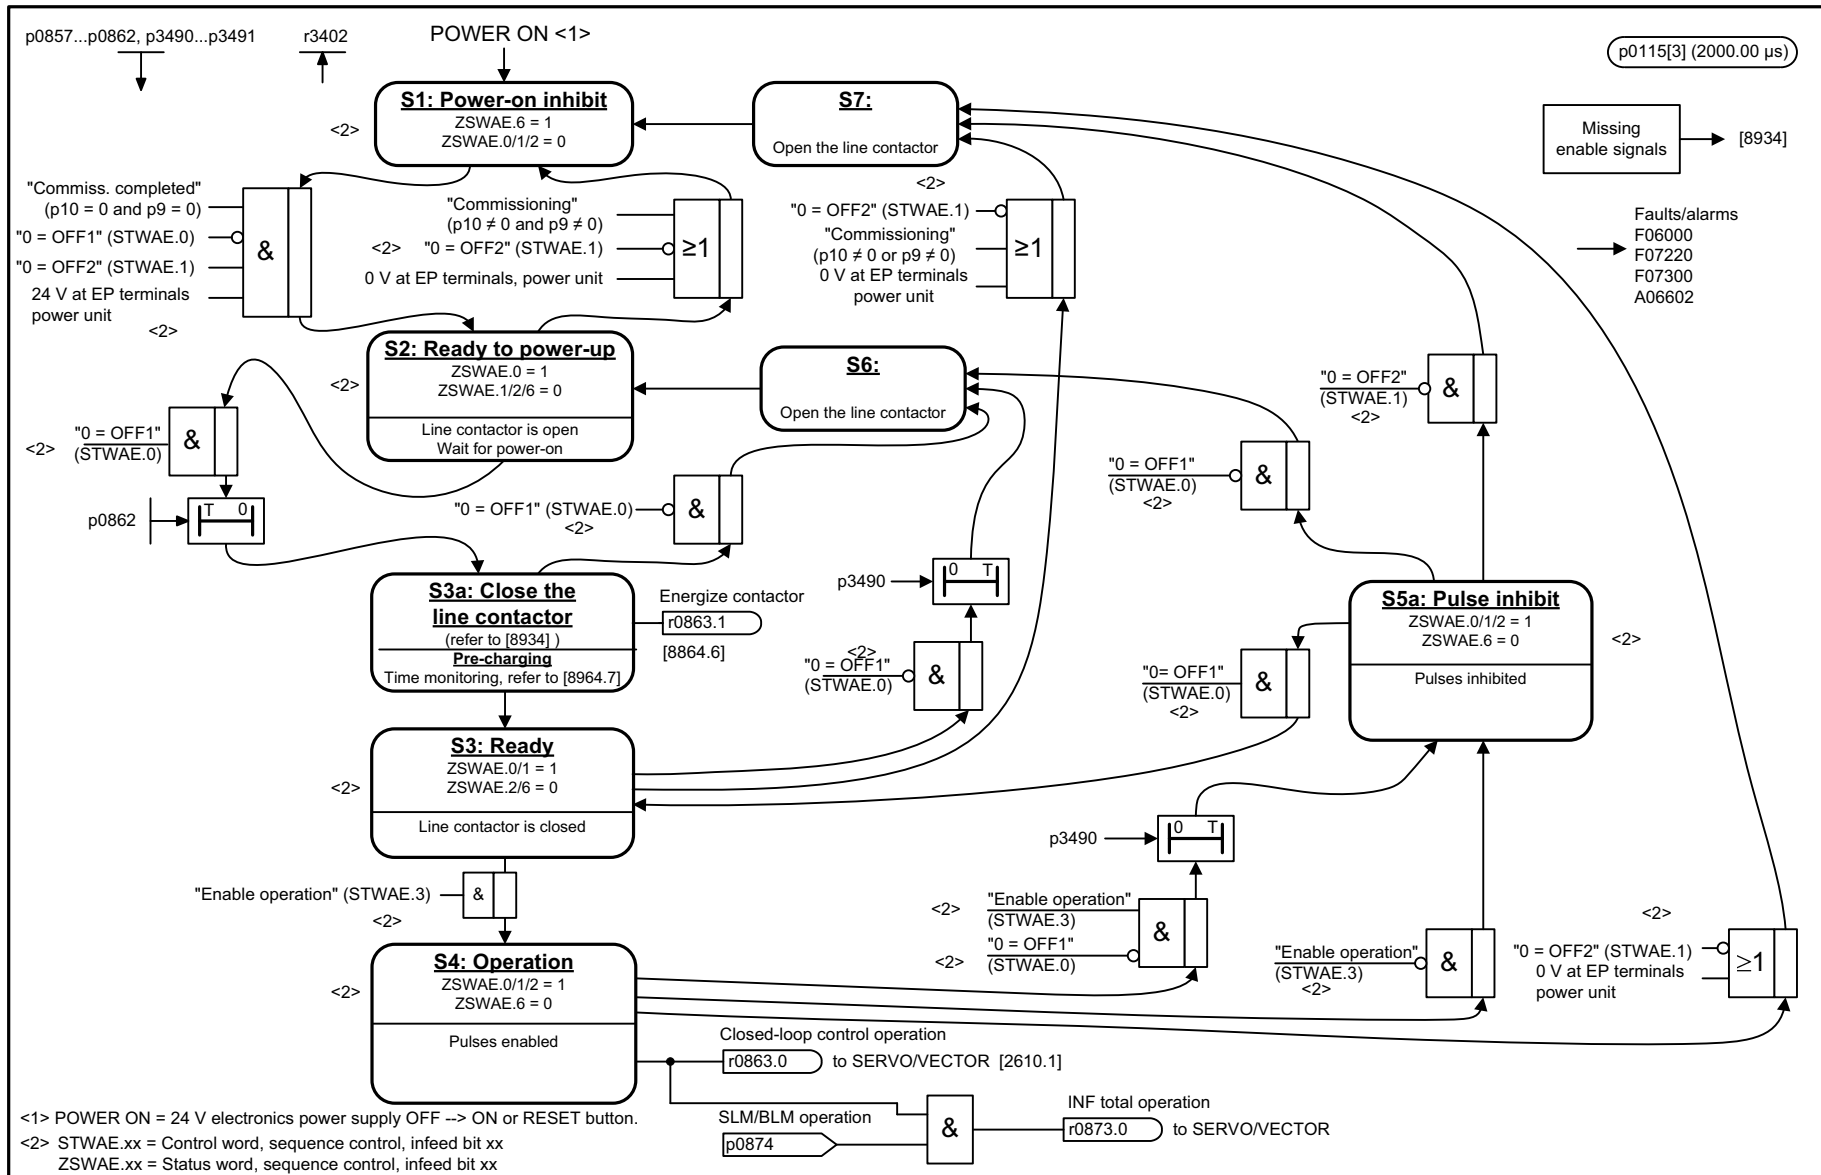 p0857...p0862, p3490...p3491
r3402
POWER ON <1>
p0115[3] (2000.00 µs)
S1: Power-on inhibit
ZSWAE.6 = 1
ZSWAE.0/1/2 = 0
<2>
S7:
Open the line contactor
Missing
enable signals
[8934]
"Commiss. completed"
(p10 = 0 and p9 = 0)
"0 = OFF1" (STWAE.0)
"0 = OFF2" (STWAE.1)
24 V at EP terminals
power unit
<2>
&
"Commissioning"
(p10 ≠ 0 and p9 ≠ 0)
<2> "0 = OFF2" (STWAE.1)
0 V at EP terminals, power unit
≥1
<2>
"0 = OFF2" (STWAE.1)
"Commissioning"
(p10 ≠ 0 or p9 ≠ 0)
0 V at EP terminals
power unit
≥1
Faults/alarms
F06000
F07220
F07300
A06602
S2: Ready to power-up
ZSWAE.0 = 1
ZSWAE.1/2/6 = 0
<2>
Line contactor is open
Wait for power-on
S6:
Open the line contactor
"0 = OFF2"
(STWAE.1)
<2>
&
<2>
"0 = OFF1"
(STWAE.0)
&
p0862
T 0
"0 = OFF1" (STWAE.0)
<2>
&
"0 = OFF1"
(STWAE.0)
<2>
&
S3a: Close the
line contactor
(refer to [8934] )
Pre-charging
Time monitoring, refer to [8964.7]
Energize contactor
r0863.1
[8864.6]
p3490
0 T
<2>
"0 = OFF1"
(STWAE.0)
&
"0= OFF1"
(STWAE.0)
<2>
&
S5a: Pulse inhibit
ZSWAE.0/1/2 = 1
ZSWAE.6 = 0
<2>
Pulses inhibited
S3: Ready
ZSWAE.0/1 = 1
ZSWAE.2/6 = 0
<2>
Line contactor is closed
p3490
0 T
"Enable operation" (STWAE.3)
<2>
&
<2>
"Enable operation"
(STWAE.3)
<2>
"0 = OFF1"
(STWAE.0)
&
"Enable operation"
(STWAE.3)
<2>
&
<2>
"0 = OFF2" (STWAE.1)
0 V at EP terminals
power unit
≥1
S4: Operation
ZSWAE.0/1/2 = 1
ZSWAE.6 = 0
<2>
Pulses enabled
Closed-loop control operation
r0863.0
to SERVO/VECTOR [2610.1]
SLM/BLM operation
p0874
&
INF total operation
r0873.0
to SERVO/VECTOR
<1> POWER ON = 24 V electronics power supply OFF --> ON or RESET button.
<2> STWAE.xx = Control word, sequence control, infeed bit xx
ZSWAE.xx = Status word, sequence control, infeed bit xx